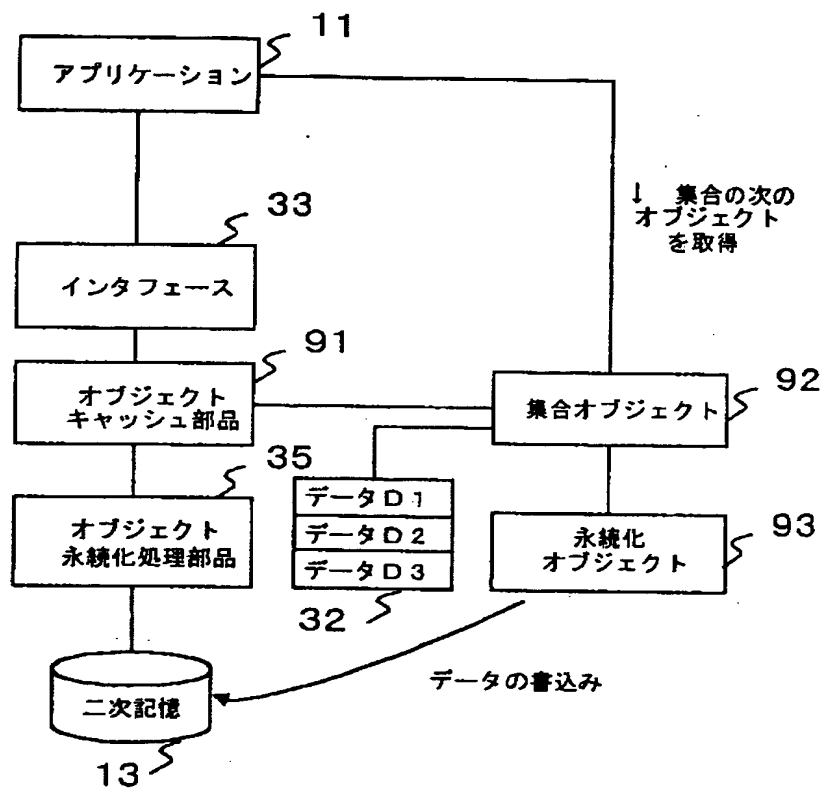 11
アプリケーション
↓ 集合の次の
オブジェクト
を取得
33
インタフェース
91
オブジェクト
キャッシュ部品
92
集合オブジェクト
35
オブジェクト
永続化処理部品
データD1
データD2
データD3
32
93
永続化
オブジェクト
データの書込み
二次記憶
13